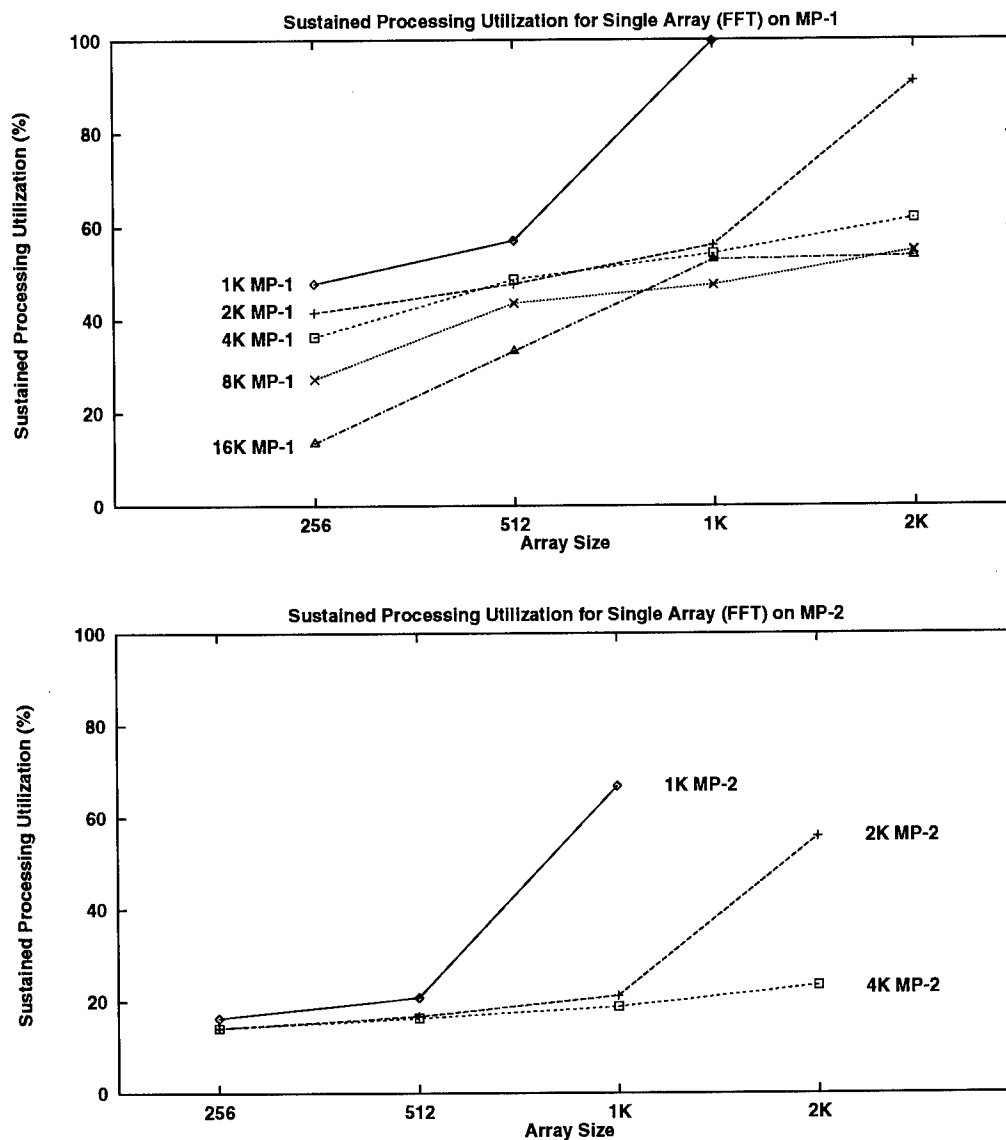 Sustained Processing Utilization for Single Array (FFT) on MP-1
100
80
60
40
20
0
Sustained Processing Utilization (%)
1K MP-1
2K MP-1
4K MP-1
8K MP-1
16K MP-1
256
512
1K
2K
Array Size
Sustained Processing Utilization for Single Array (FFT) on MP-2
100
80
60
40
20
0
Sustained Processing Utilization (%)
1K MP-2
2K MP-2
4K MP-2
256
512
1K
2K
Array Size